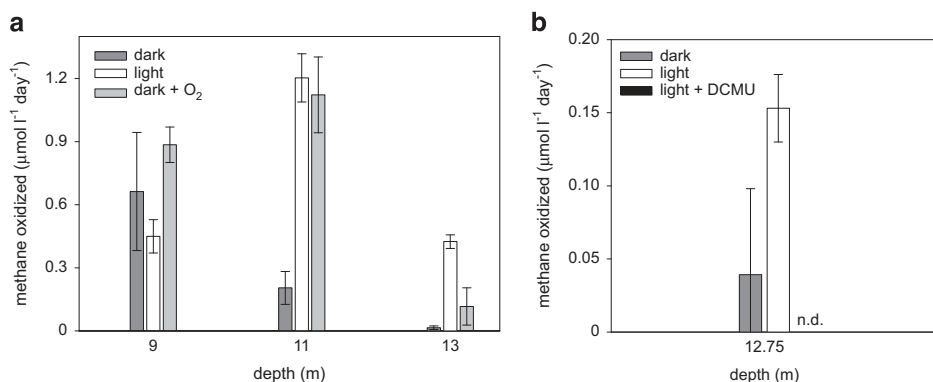 a
dark
light
dark + O₂
methane oxidized (μmol l⁻¹ day⁻¹)
1.2
0.9
0.6
0.3
0
9 11 13
depth (m)
b
dark
light
light + DCMU
methane oxidized (μmol l⁻¹ day⁻¹)
0.20
0.15
0.10
0.05
0
n.d.
12.75
depth (m)